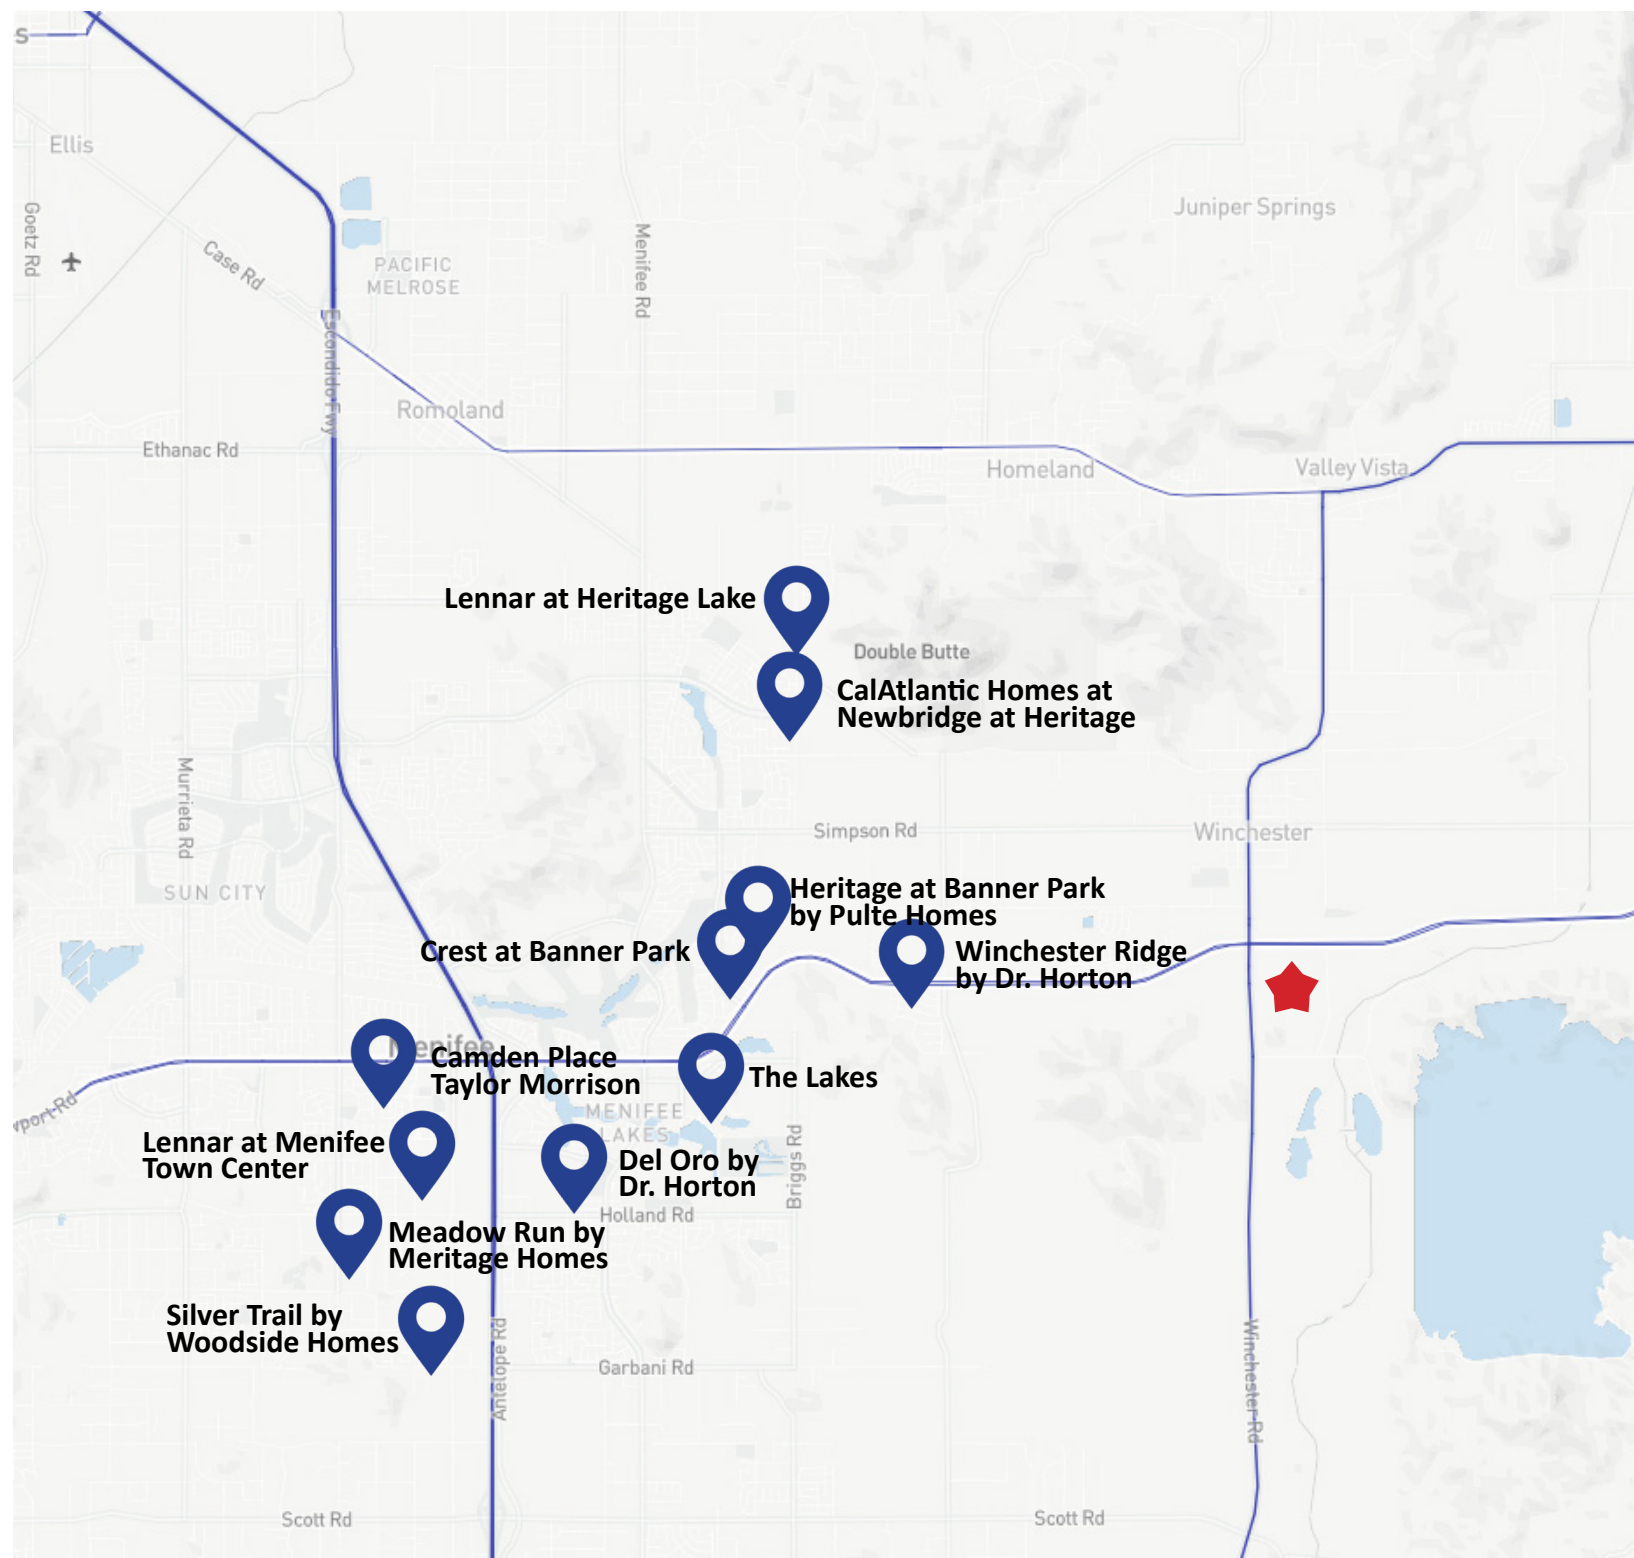 S
Ellis
Goetz Rd
Case Rd
PACIFIC
MELROSE
Menifee Rd
Juniper Springs
Escondido Fwy
Romoland
Ethanac Rd
Homeland
Valley Vista
Lennar at Heritage Lake
Double Butte
CalAtlantic Homes at
Newbridge at Heritage
Murrieta Rd
Simpson Rd
Winchester
SUN CITY
Heritage at Banner Park
by Pulte Homes
Crest at Banner Park
Winchester Ridge
by Dr. Horton
Menifee
Camden Place
Taylor Morrison
The Lakes
wport Rd
MENIFEE
LAKES
Lennar at Menifee
Town Center
Del Oro by
Dr. Horton
Briggs Rd
Holland Rd
Meadow Run by
Meritage Homes
Silver Trail by
Woodside Homes
Antelope Rd
Garbani Rd
Winchester Rd
Scott Rd
Scott Rd